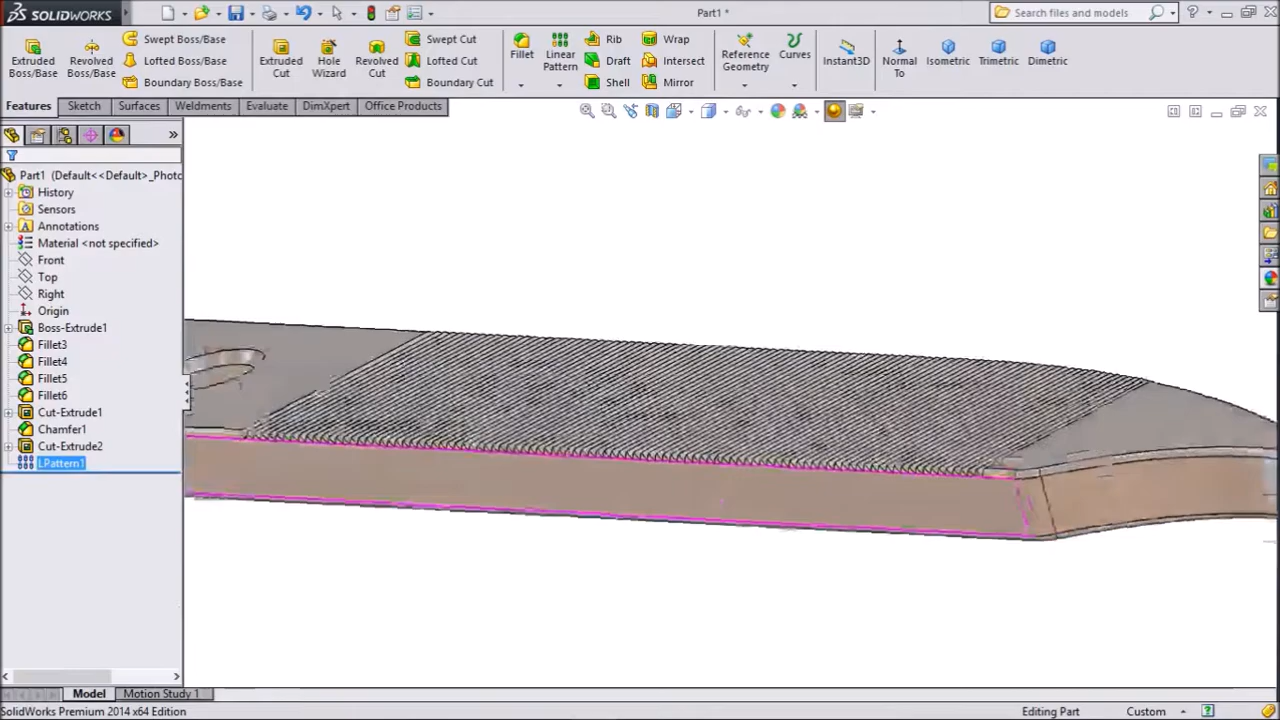 SOLIDWORKS
Part1 *
Search files and models
Extruded Boss/Base
Revolved Boss/Base
Swept Boss/Base
Lofted Boss/Base
Boundary Boss/Base
Extruded Cut
Hole Wizard
Revolved Cut
Swept Cut
Lofted Cut
Boundary Cut
Fillet
Linear Pattern
Rib
Draft
Shell
Wrap
Intersect
Mirror
Reference Geometry
Curves
Instant3D
Normal To
Isometric
Trimetric
Dimetric
Features
Sketch
Surfaces
Weldments
Evaluate
DimXpert
Office Products
Part1 (Default<<Default>_Photo
History
Sensors
Annotations
Material <not specified>
Front
Top
Right
Origin
Boss-Extrude1
Fillet3
Fillet4
Fillet5
Fillet6
Cut-Extrude1
Chamfer1
Cut-Extrude2
LPattern1
Model
Motion Study 1
SolidWorks Premium 2014 x64 Edition
Editing Part
Custom